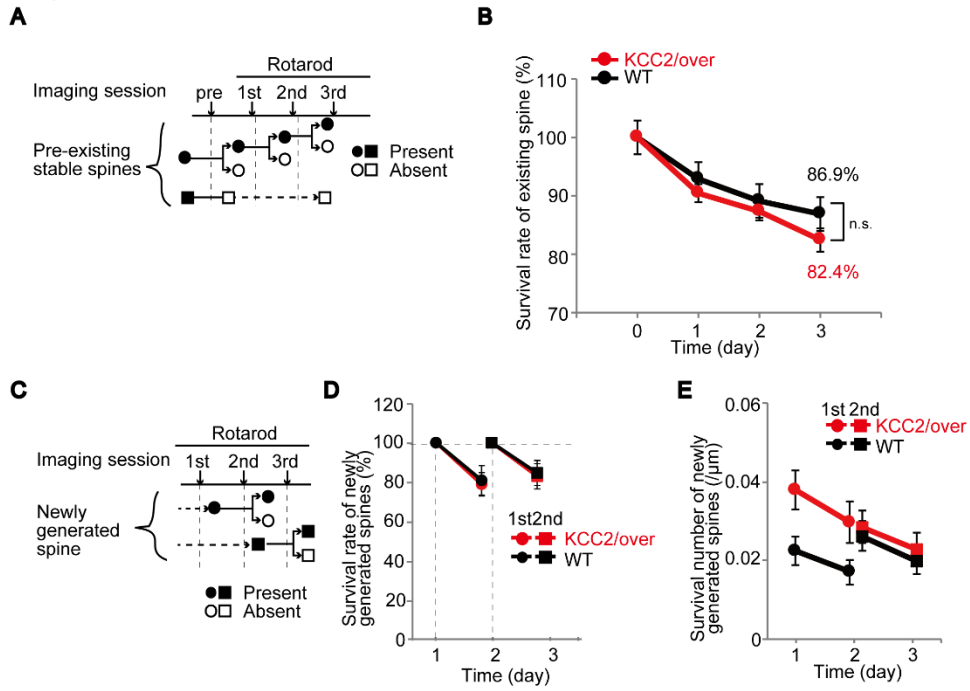 A
Rotarod
Imaging session
pre 1st 2nd 3rd
Pre-existing
stable spines
Present
Absent
B
KCC2/over
WT
Survival rate of existing spine (%)
110
100
90
80
70
86.9%
n.s.
82.4%
0 1 2 3
Time (day)
C
Rotarod
Imaging session
1st 2nd 3rd
Newly
generated
spine
Present
Absent
D
Survival rate of newly
generated spines (%)
120
100
80
60
40
20
0
1st2nd
KCC2/over
WT
1 2 3
Time (day)
E
Survival number of newly
generated spines (/μm)
0.06
0.04
0.02
0
1st 2nd
KCC2/over
WT
1 2 3
Time (day)